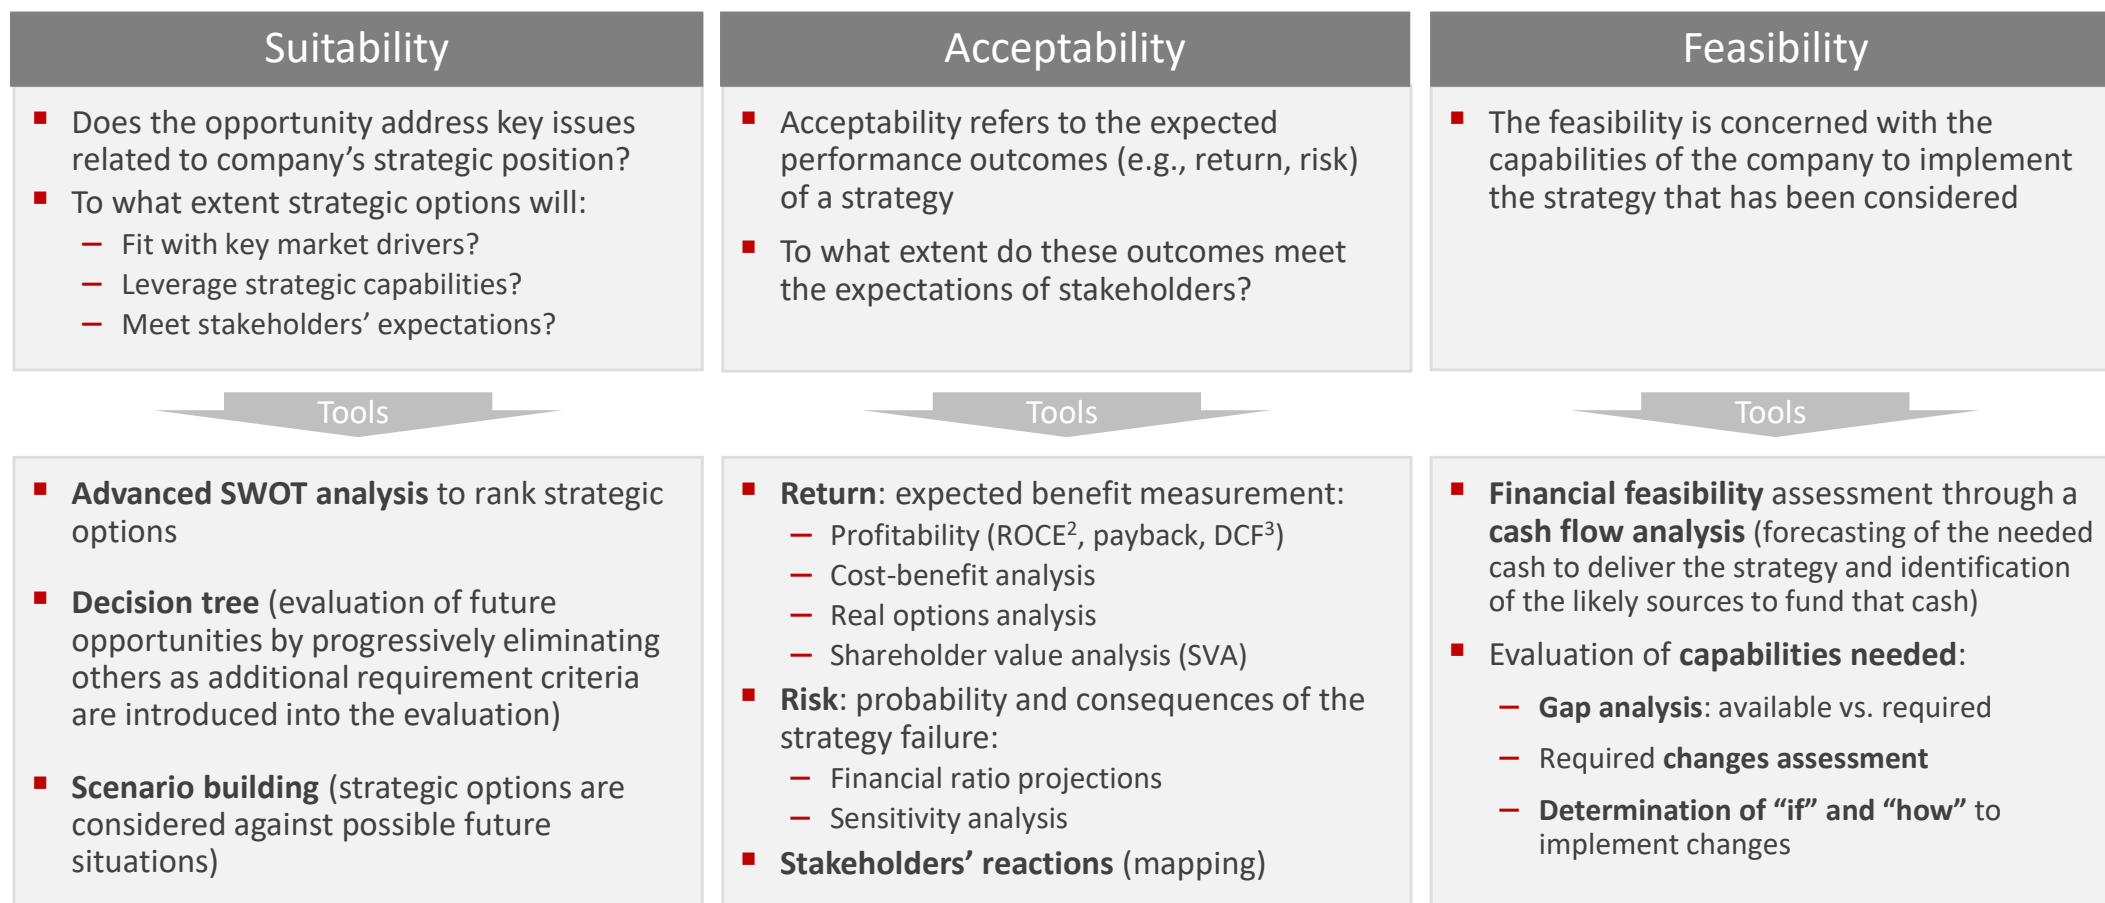 Suitability
■ Does the opportunity address key issues
related to company’s strategic position?
■ To what extent strategic options will:
– Fit with key market drivers?
– Leverage strategic capabilities?
– Meet stakeholders’ expectations?
Tools
■ Advanced SWOT analysis to rank strategic
options
■ Decision tree (evaluation of future
opportunities by progressively eliminating
others as additional requirement criteria
are introduced into the evaluation)
■ Scenario building (strategic options are
considered against possible future
situations)
Acceptability
■ Acceptability refers to the expected
performance outcomes (e.g., return, risk)
of a strategy
■ To what extent do these outcomes meet
the expectations of stakeholders?
Tools
■ Return: expected benefit measurement:
– Profitability (ROCE², payback, DCF³)
– Cost-benefit analysis
– Real options analysis
– Shareholder value analysis (SVA)
■ Risk: probability and consequences of the
strategy failure:
– Financial ratio projections
– Sensitivity analysis
■ Stakeholders’ reactions (mapping)
Feasibility
■ The feasibility is concerned with the
capabilities of the company to implement
the strategy that has been considered
Tools
■ Financial feasibility assessment through a
cash flow analysis (forecasting of the needed
cash to deliver the strategy and identification
of the likely sources to fund that cash)
■ Evaluation of capabilities needed:
– Gap analysis: available vs. required
– Required changes assessment
– Determination of “if” and “how” to
implement changes